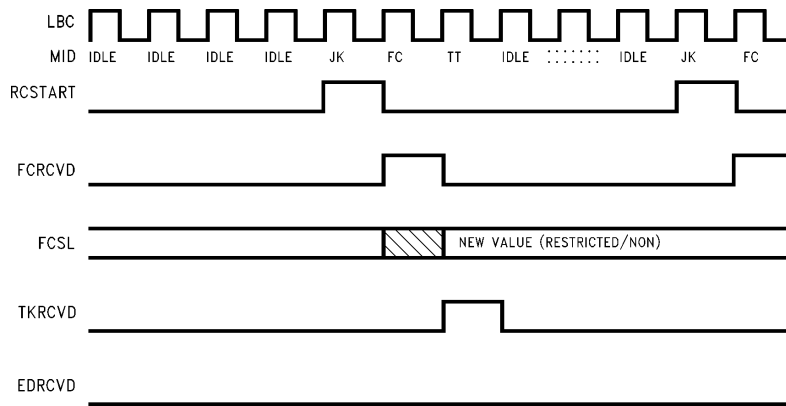 LBC
MID IDLE IDLE IDLE IDLE JK FC TT IDLE IDLE JK FC
RCSTART
FCRCVD
FCSL NEW VALUE (RESTRICTED/NON)
TKRCVD
EDRCVD